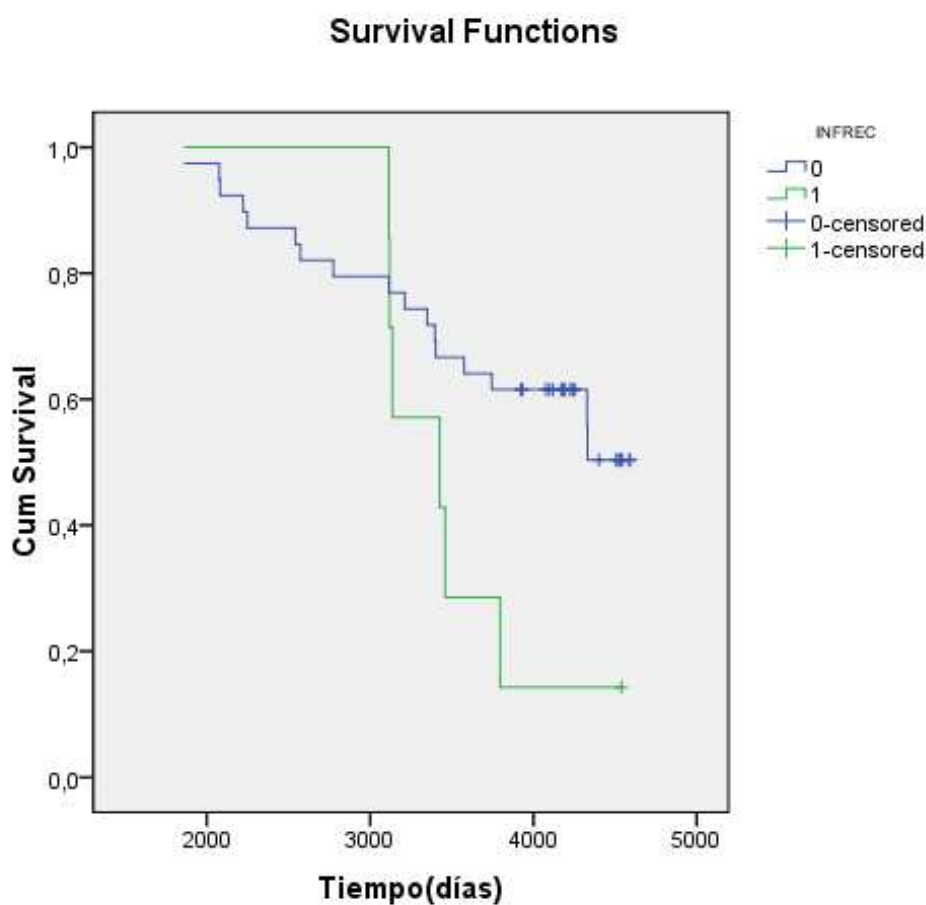 Survival Functions
INFREC
0
1
0-censored
1-censored
Cum Survival
1,0
0,8
0,6
0,4
0,2
0,0
2000
3000
4000
5000
Tiempo(días)